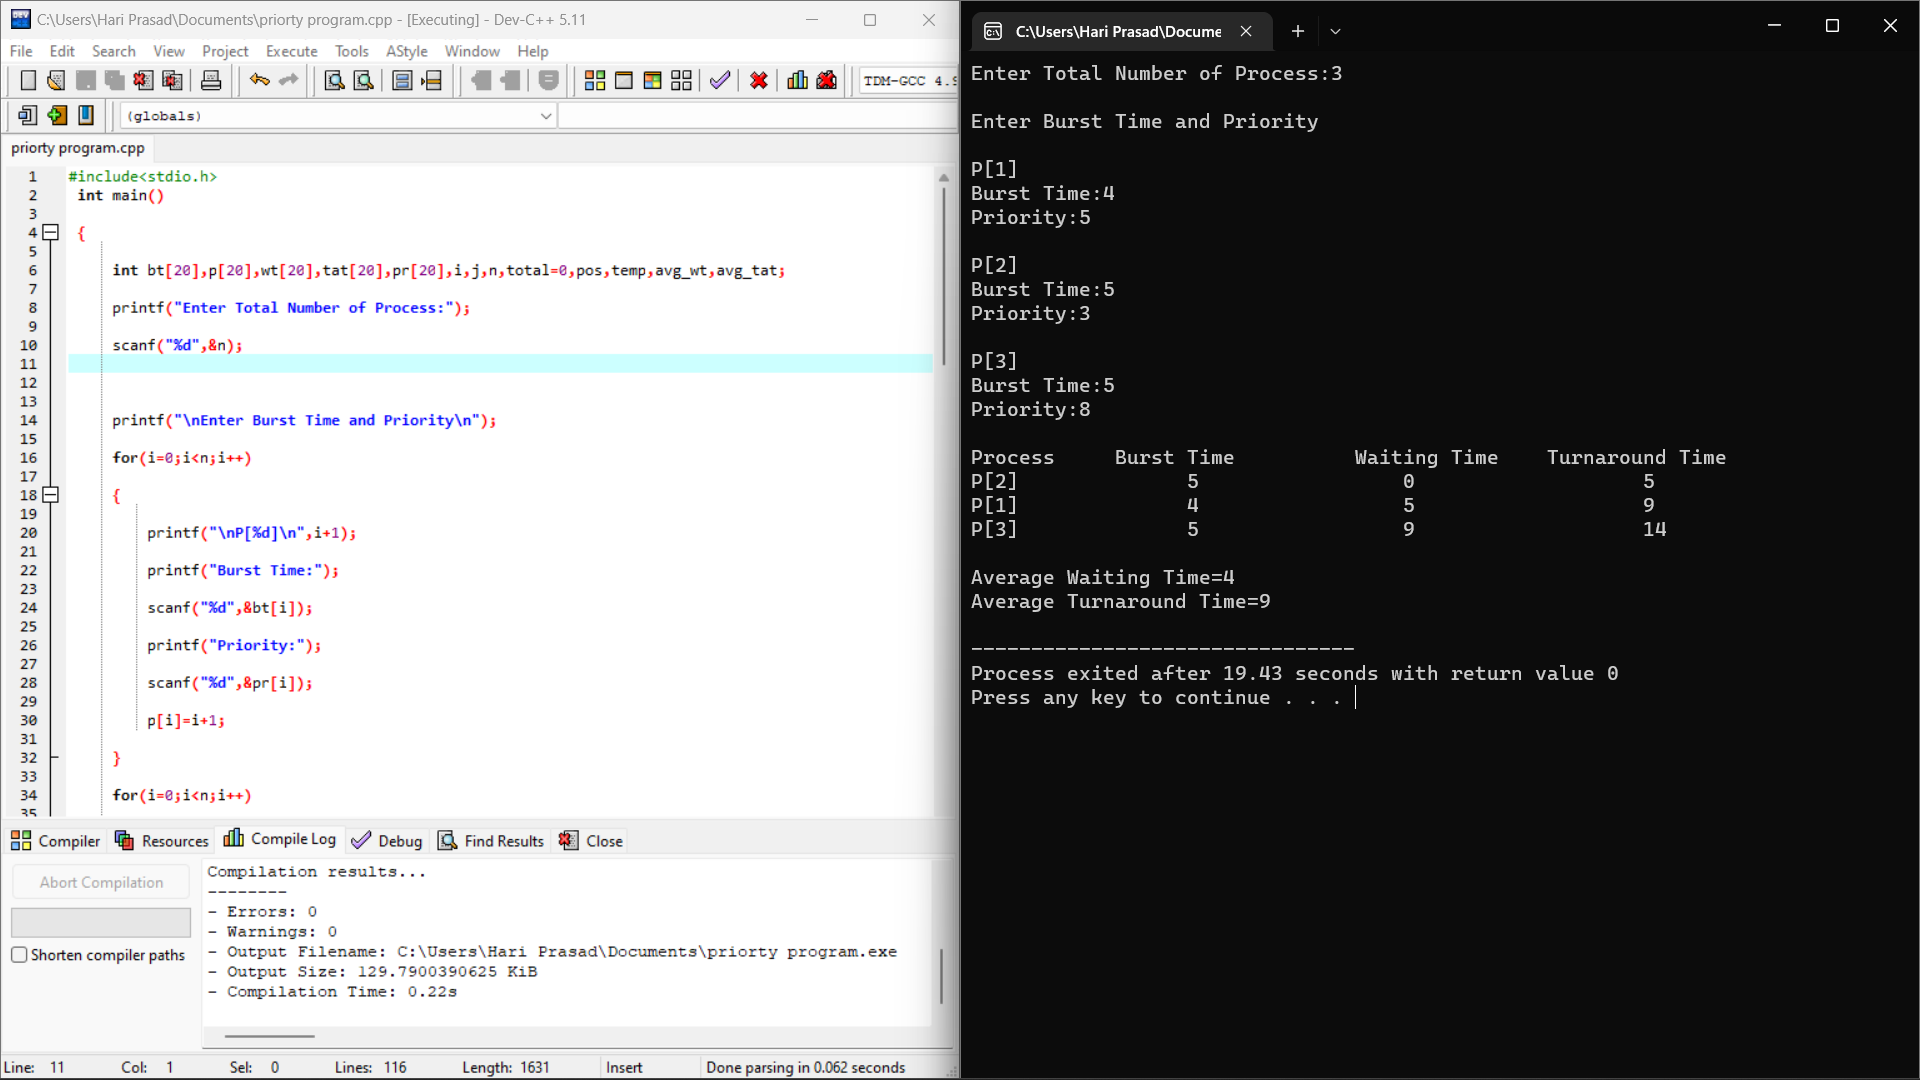 C:\Users\Hari Prasad\Documents\priorty program.cpp - [Executing] - Dev-C++ 5.11
File Edit Search View Project Execute Tools AStyle Window Help
TDM-GCC 4.9
(globals)
priorty program.cpp
1 #include<stdio.h>
2 int main()
3
4 {
5
6 int bt[20],p[20],wt[20],tat[20],pr[20],i,j,n,total=0,pos,temp,avg_wt,avg_tat;
7
8 printf("Enter Total Number of Process:");
9
10 scanf("%d",&n);
11
12
13
14 printf("\nEnter Burst Time and Priority\n");
15
16 for(i=0;i<n;i++)
17
18 {
19
20 printf("\nP[%d]\n",i+1);
21
22 printf("Burst Time:");
23
24 scanf("%d",&bt[i]);
25
26 printf("Priority:");
27
28 scanf("%d",&pr[i]);
29
30 p[i]=i+1;
31
32 }
33
34 for(i=0;i<n;i++)
35
Compiler Resources Compile Log Debug Find Results Close
Abort Compilation
Shorten compiler paths
Compilation results...
--------
- Errors: 0
- Warnings: 0
- Output Filename: C:\Users\Hari Prasad\Documents\priorty program.exe
- Output Size: 129.7900390625 KiB
- Compilation Time: 0.22s
Line: 11 Col: 1 Sel: 0 Lines: 116 Length: 1631 Insert Done parsing in 0.062 seconds
C:\Users\Hari Prasad\Docume
Enter Total Number of Process:3
Enter Burst Time and Priority
P[1]
Burst Time:4
Priority:5
P[2]
Burst Time:5
Priority:3
P[3]
Burst Time:5
Priority:8
Process Burst Time Waiting Time Turnaround Time
P[2] 5 0 5
P[1] 4 5 9
P[3] 5 9 14
Average Waiting Time=4
Average Turnaround Time=9
--------------------------------
Process exited after 19.43 seconds with return value 0
Press any key to continue . . .